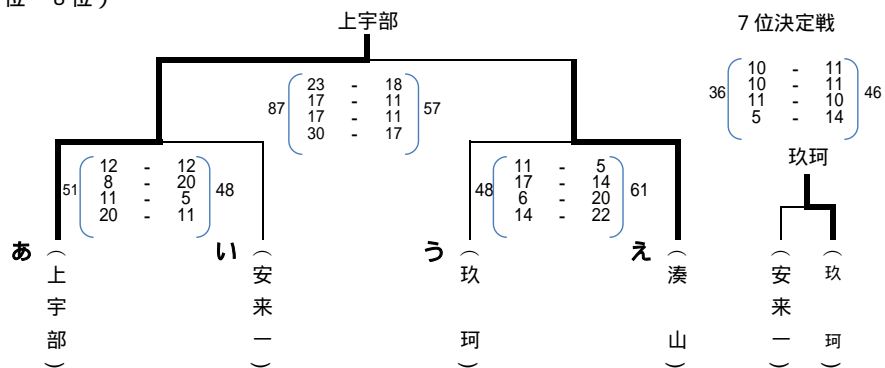 位 8位)
上宇部
7位決定戦
87 23 - 18 57
17 - 11
17 - 11
30 - 17
36 10 - 11 46
10 - 11
11 - 10
5 - 14
玖珂
51 12 - 12 48
8 - 20
11 - 5
20 - 11
48 11 - 5 61
17 - 14
6 - 20
14 - 22
あ (上宇部)
い (安来一)
う (玖珂)
え (湊山)
(安来一)
(玖珂)